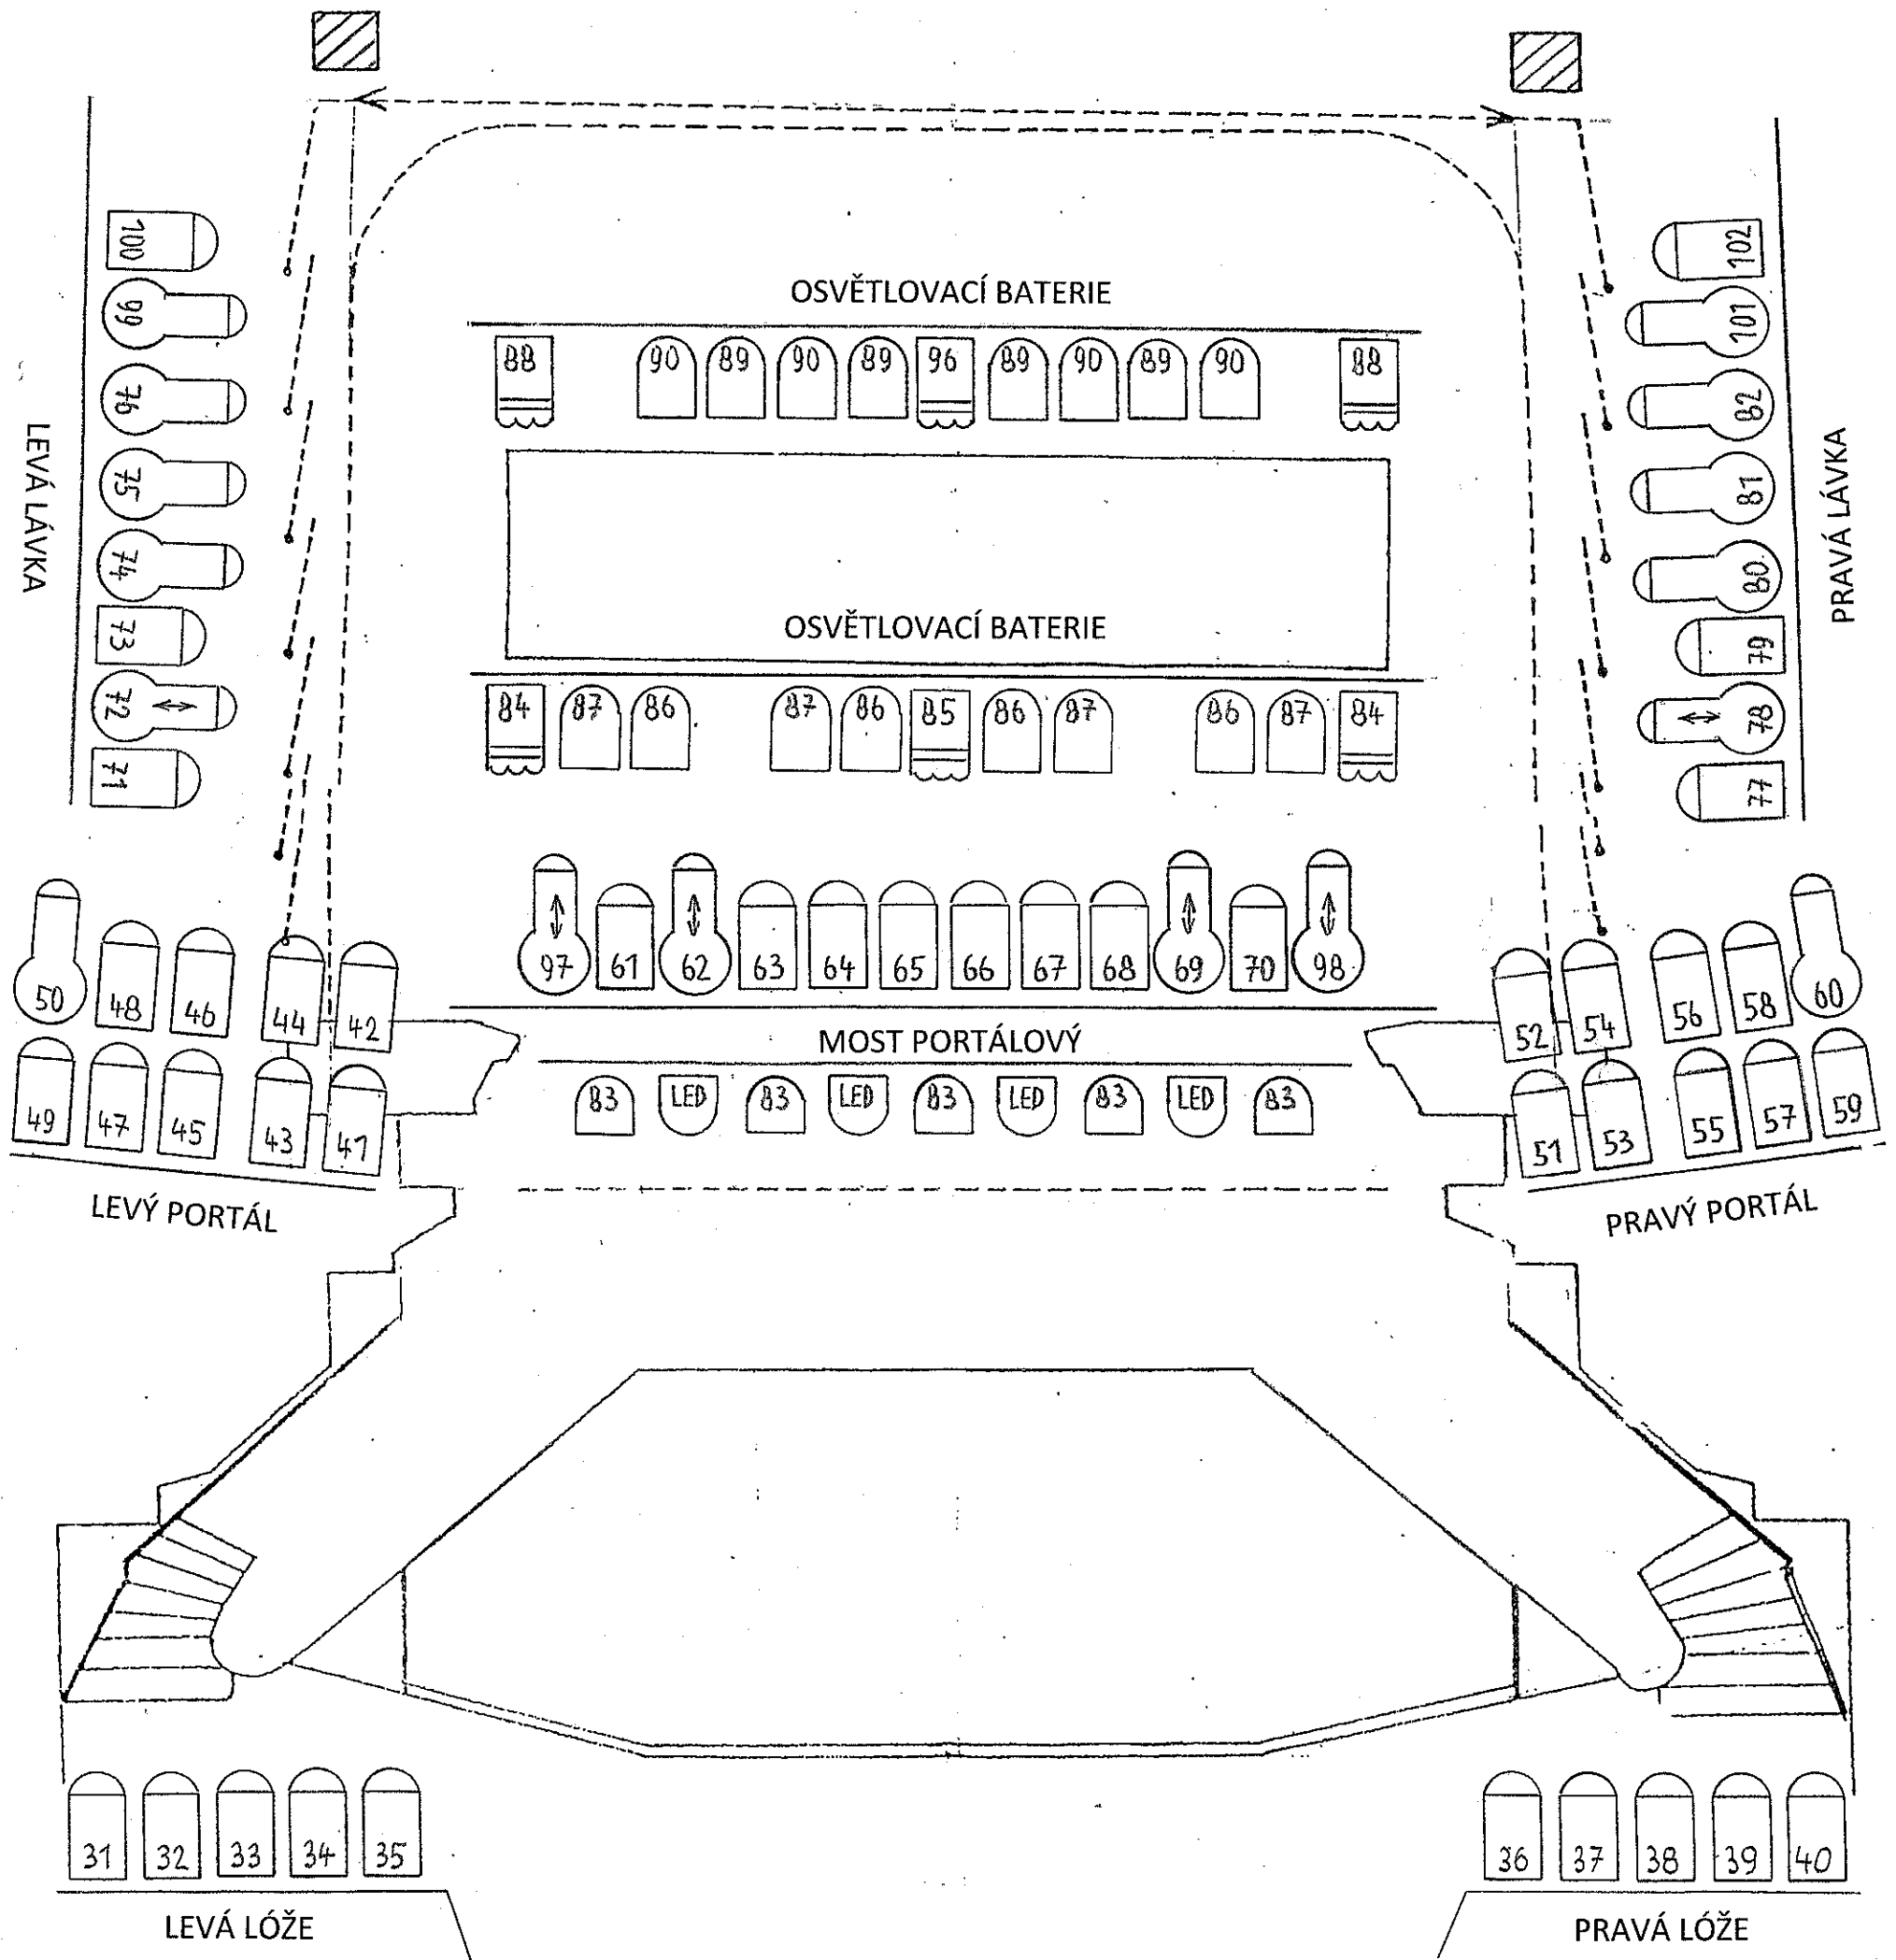 OSVĚTLOVACÍ BATERIE
88 90 89 90 89 96 89 90 89 90 88
OSVĚTLOVACÍ BATERIE
84 87 86 87 86 85 86 87 86 87 84
LEVÁ LÁVKA
100
99
76
75
74
73
72
71
PRAVÁ LÁVKA
102
101
82
81
80
79
78
77
97 61 62 63 64 65 66 67 68 69 70 98
MOST PORTÁLOVÝ
83 LED 83 LED 83 LED 83 LED 83
50 48 46 44 42
49 47 45 43 41
LEVÝ PORTÁL
52 54 56 58 60
51 53 55 57 59
PRAVÝ PORTÁL
31 32 33 34 35
LEVÁ LÓŽE
36 37 38 39 40
PRAVÁ LÓŽE